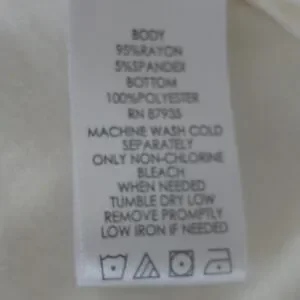 BODY
95%RAYON
5%SPANDEX
BOTTOM
100%POLYESTER
RN 87935
MACHINE WASH COLD
SEPARATELY
ONLY NON-CHLORINE
BLEACH
WHEN NEEDED
TUMBLE DRY LOW
REMOVE PROMPTLY
LOW IRON IF NEEDED